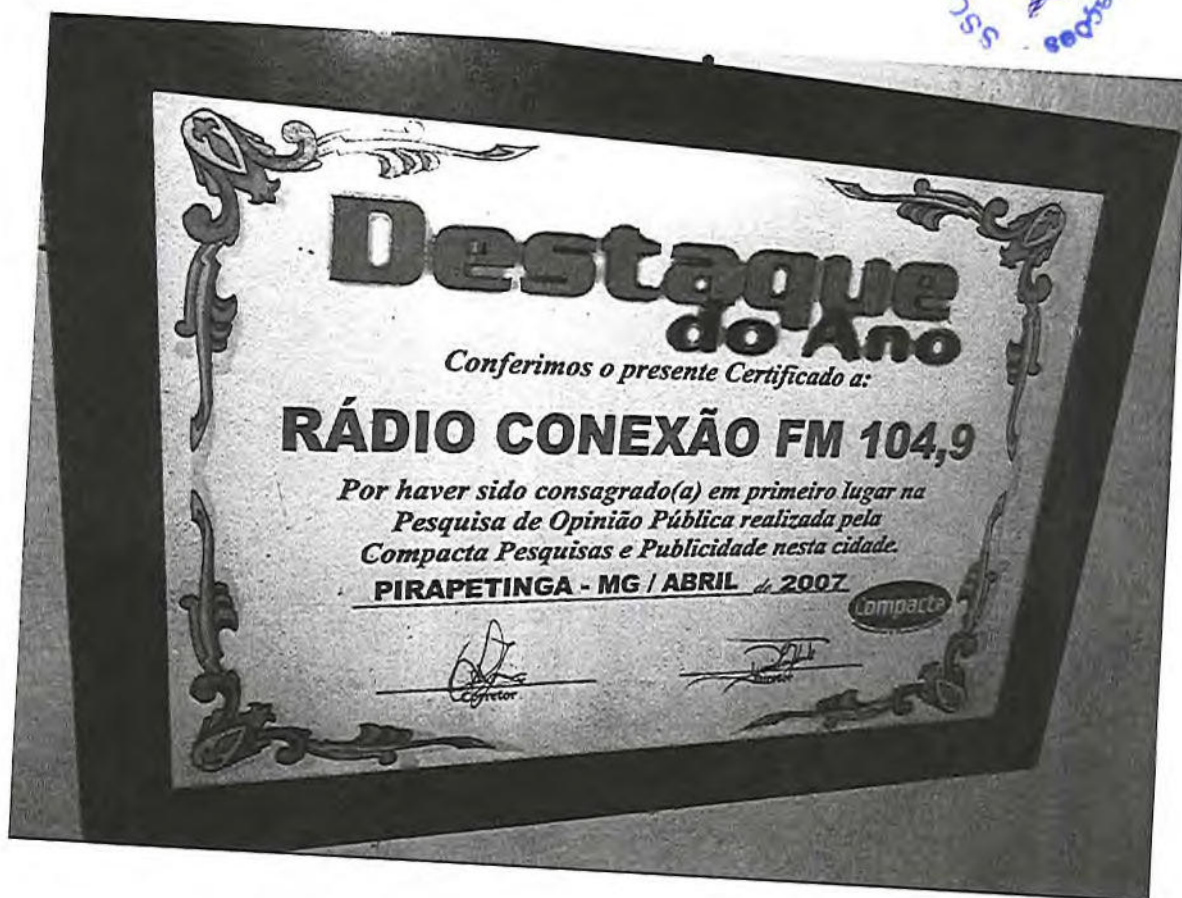 Destaque
do Ano
Conferimos o presente Certificado a:
RÁDIO CONEXÃO FM 104,9
Por haver sido consagrado(a) em primeiro lugar na
Pesquisa de Opinião Pública realizada pela
Compacta Pesquisas e Publicidade nesta cidade.
PIRAPETINGA - MG / ABRIL de 2007
Compacta